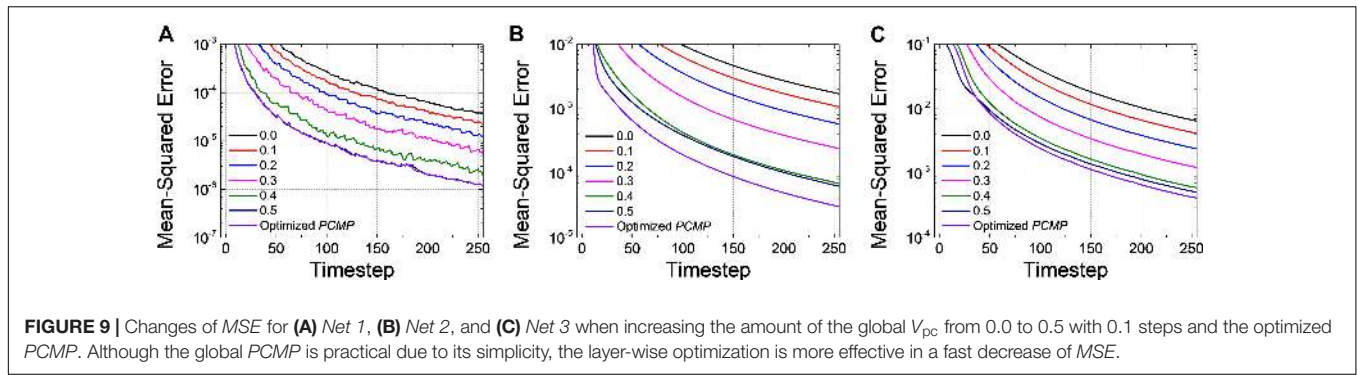 A
Mean-Squared Error
10-3
10-4
10-5
10-6
10-7
0.0
0.1
0.2
0.3
0.4
0.5
Optimized PCMP
0 50 100 150 200 250
Timestep
B
Mean-Squared Error
10-2
10-3
10-4
10-5
0.0
0.1
0.2
0.3
0.4
0.5
Optimized PCMP
0 50 100 150 200 250
Timestep
C
Mean-Squared Error
10-1
10-2
10-3
10-4
0.0
0.1
0.2
0.3
0.4
0.5
Optimized PCMP
0 50 100 150 200 250
Timestep
FIGURE 9 | Changes of MSE for (A) Net 1, (B) Net 2, and (C) Net 3 when increasing the amount of the global Vpc from 0.0 to 0.5 with 0.1 steps and the optimized
PCMP. Although the global PCMP is practical due to its simplicity, the layer-wise optimization is more effective in a fast decrease of MSE.